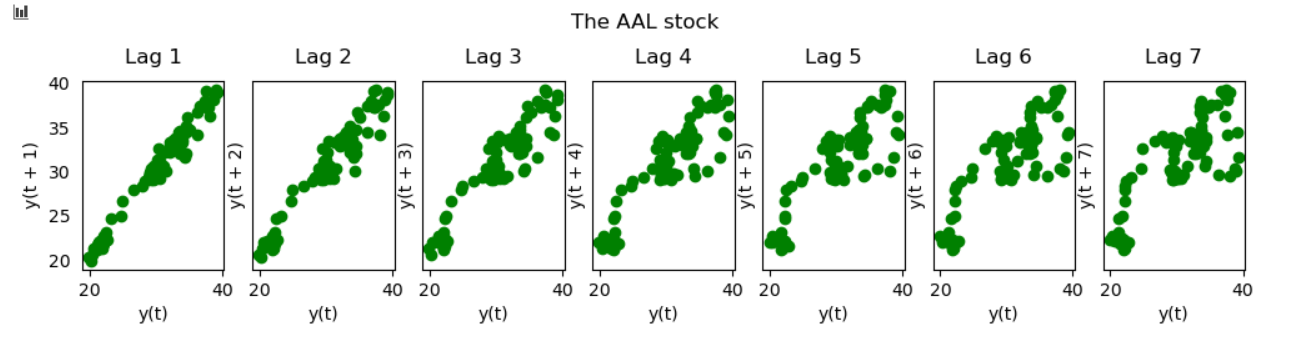 The AAL stock
Lag 1 Lag 2 Lag 3 Lag 4 Lag 5 Lag 6 Lag 7
40
35
30
25
20
y(t + 1) y(t + 2) y(t + 3) y(t + 4) y(t + 5) y(t + 6) y(t + 7)
20 40 20 40 20 40 20 40 20 40 20 40 20 40
y(t) y(t) y(t) y(t) y(t) y(t) y(t)